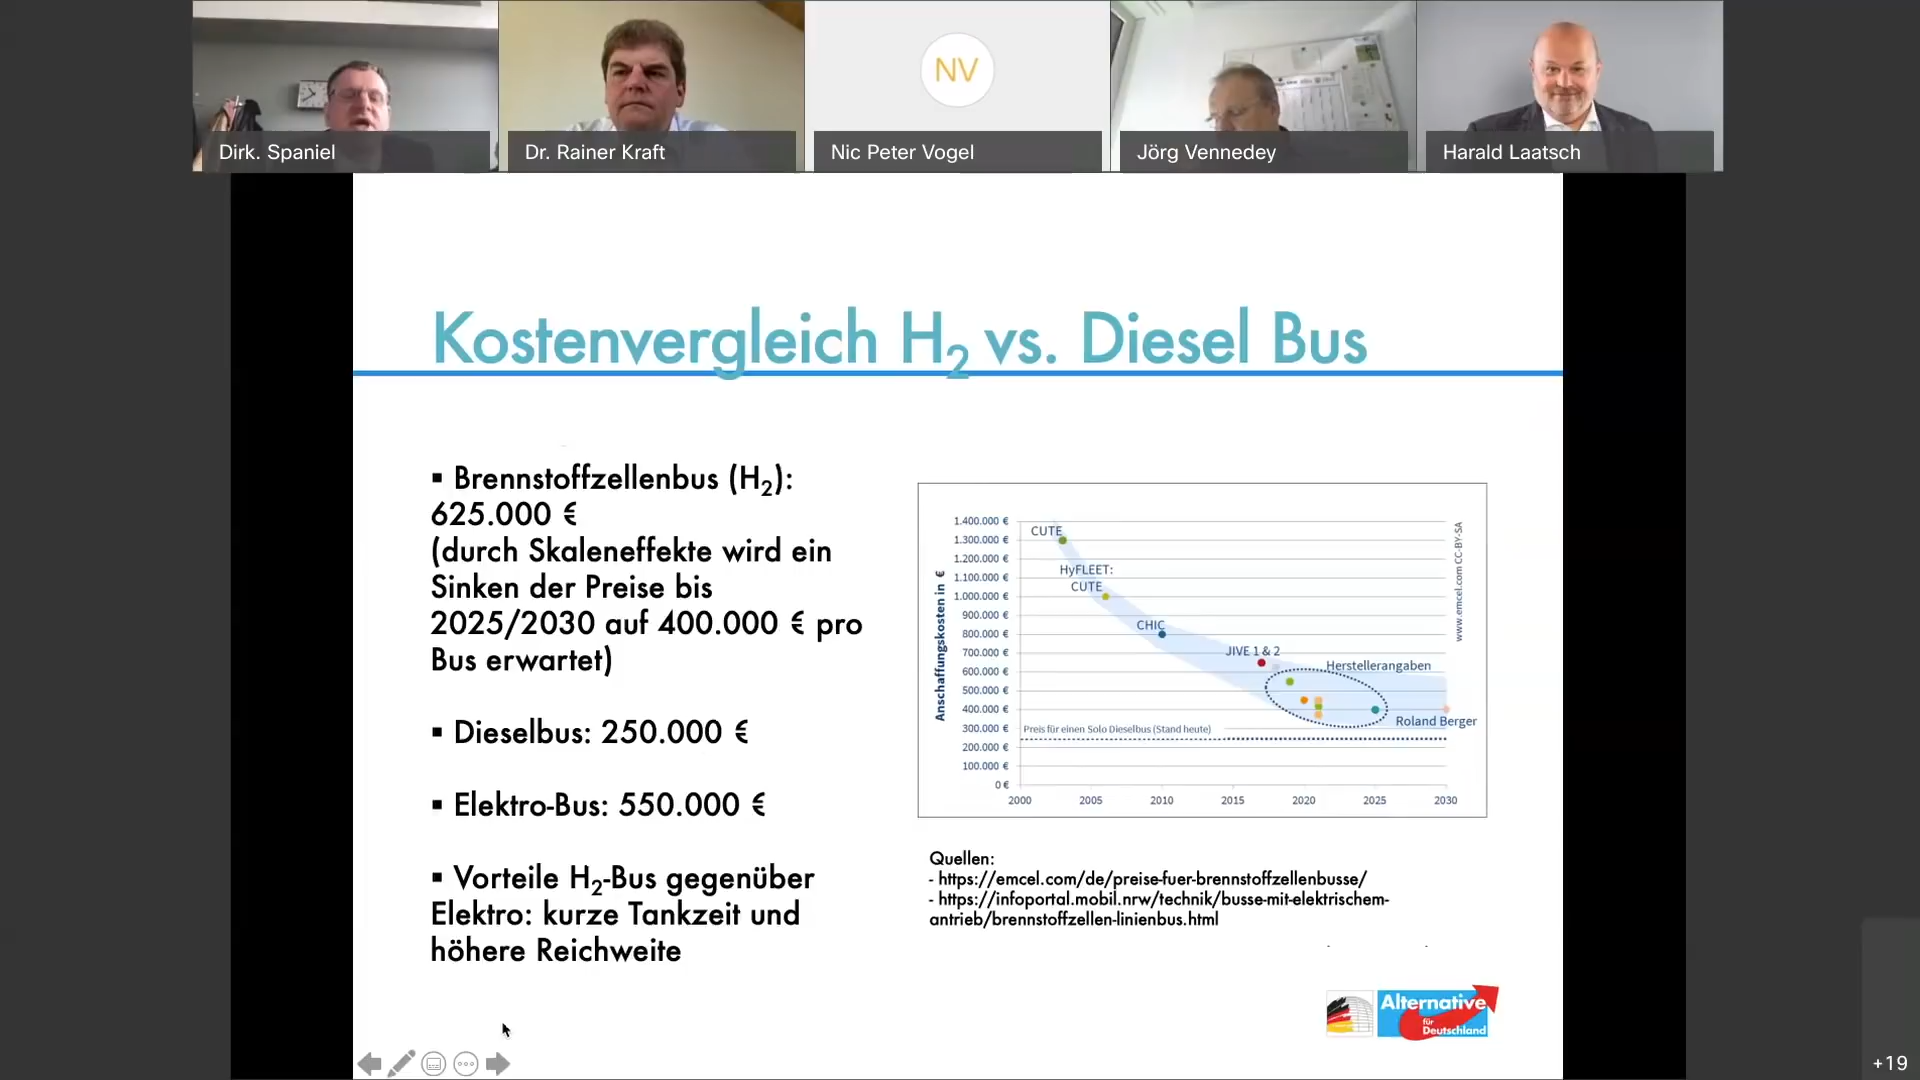 Dirk. Spaniel
Dr. Rainer Kraft
NV
Nic Peter Vogel
Jörg Vennedey
Harald Laatsch
Kostenvergleich H₂ vs. Diesel Bus
▪ Brennstoffzellenbus (H₂):
625.000 €
(durch Skaleneffekte wird ein
Sinken der Preise bis
2025/2030 auf 400.000 € pro
Bus erwartet)
▪ Dieselbus: 250.000 €
▪ Elektro-Bus: 550.000 €
▪ Vorteile H₂-Bus gegenüber
Elektro: kurze Tankzeit und
höhere Reichweite
Anschaffungskosten in €
1.400.000 €
1.300.000 €
1.200.000 €
1.100.000 €
1.000.000 €
900.000 €
800.000 €
700.000 €
600.000 €
500.000 €
400.000 €
300.000 €
200.000 €
100.000 €
0 €
CUTE
HyFLEET:
CUTE
CHIC
JIVE 1 & 2
Herstellerangaben
Roland Berger
Preis für einen Solo Dieselbus (Stand heute)
2000
2005
2010
2015
2020
2025
2030
www.emcel.com CC-BY-SA
Quellen:
- https://emcel.com/de/preise-fuer-brennstoffzellenbusse/
- https://infoportal.mobil.nrw/technik/busse-mit-elektrischem-
antrieb/brennstoffzellen-linienbus.html
Alternative
für
Deutschland
+19